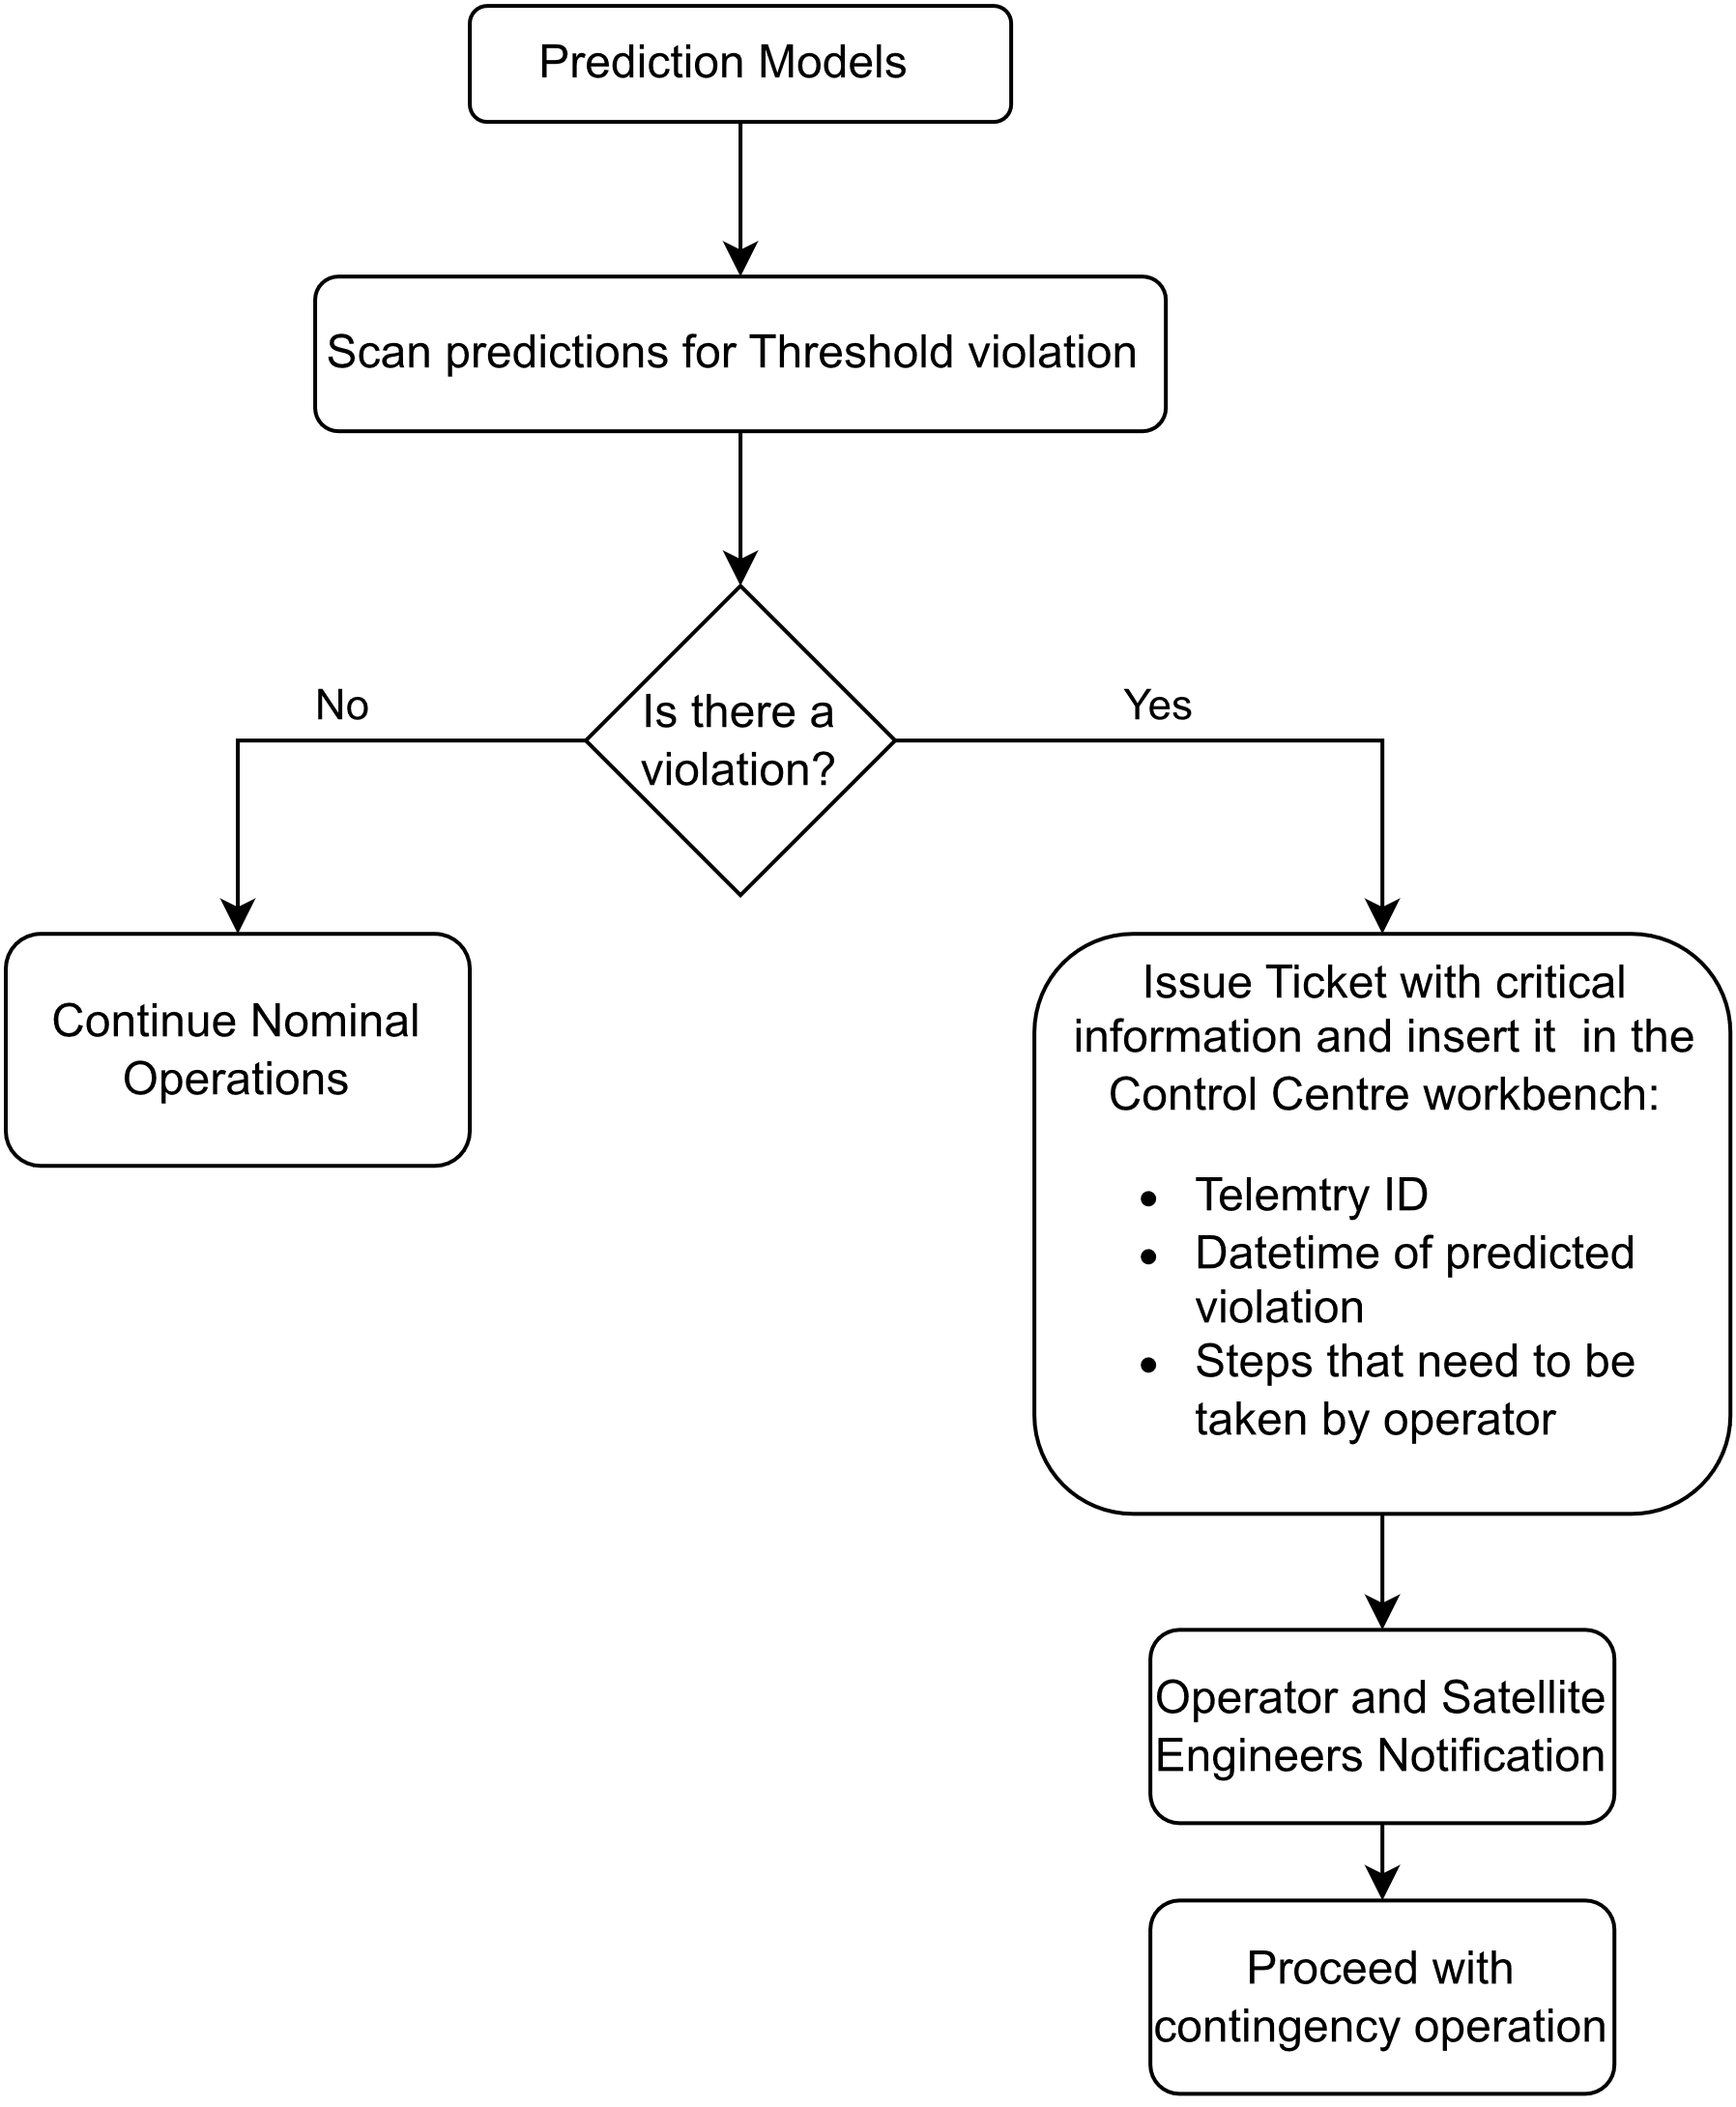 Prediction Models
Scan predictions for Threshold violation
Is there a
violation?
No
Yes
Continue Nominal
Operations
Issue Ticket with critical
information and insert it  in the
Control Centre workbench:
• Telemtry ID
• Datetime of predicted
violation
• Steps that need to be
taken by operator
Operator and Satellite
Engineers Notification
Proceed with
contingency operation